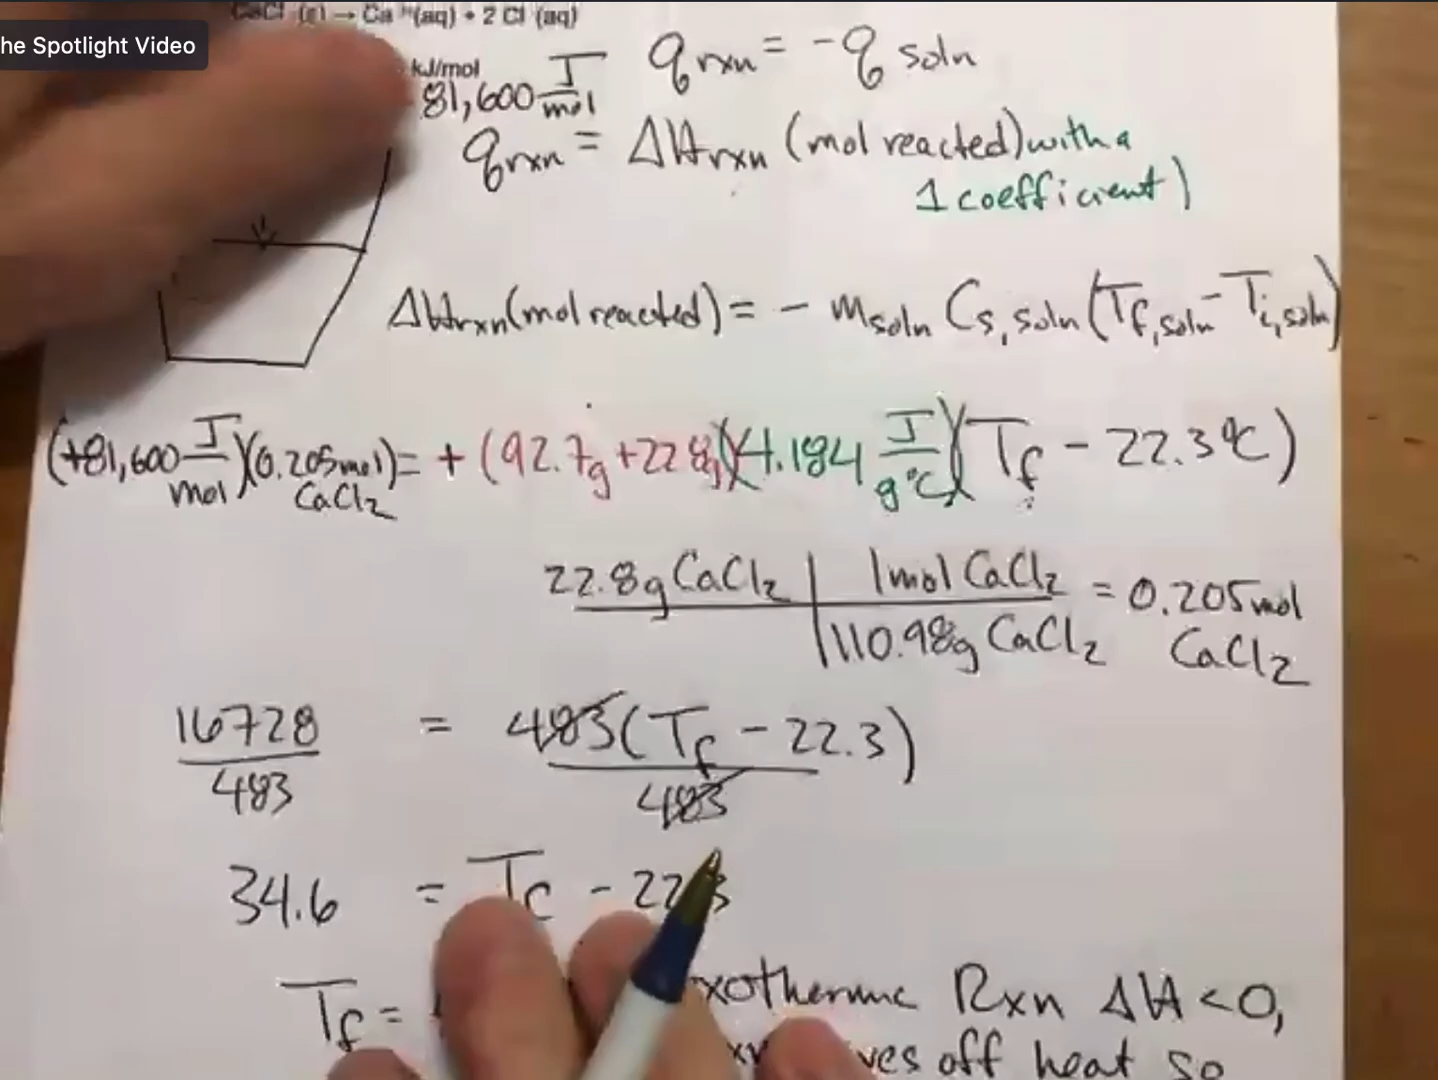 (s) → Ca (aq) + 2 Cl (aq)
he Spotlight Video
kJ/mol
81,600 J/mol
q rxn = -q soln
q rxn = ΔH rxn (mol reacted) with a
1 coefficient)
ΔH rxn (mol reacted) = - m soln C s, soln (T f, soln - T i, soln)
(+81,600 J/mol)(0.205 mol CaCl2) = + (92.7g + 22.8g)(4.184 J/g°C)(Tf - 22.3°C)
22.8g CaCl2 | 1 mol CaCl2 = 0.205 mol
110.98g CaCl2 CaCl2
16728 = 483(Tf - 22.3)
483 483
34.6 = Tf - 22.3
Tf =
xothermic Rxn ΔH < 0,
off heat so